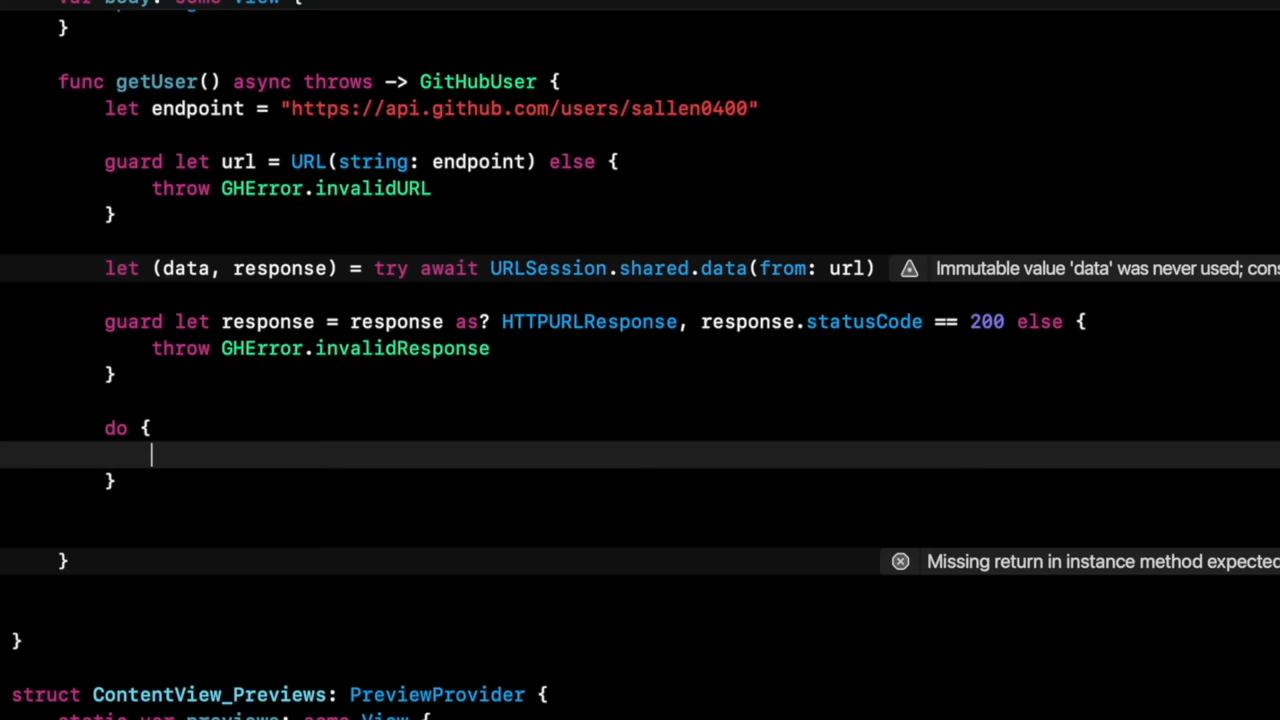 }
func getUser() async throws -> GitHubUser {
let endpoint = "https://api.github.com/users/sallen0400"
guard let url = URL(string: endpoint) else {
throw GHError.invalidURL
}
let (data, response) = try await URLSession.shared.data(from: url) Immutable value 'data' was never used; cons
guard let response = response as? HTTPURLResponse, response.statusCode == 200 else {
throw GHError.invalidResponse
}
do {
}
} Missing return in instance method expected
}
struct ContentView_Previews: PreviewProvider {